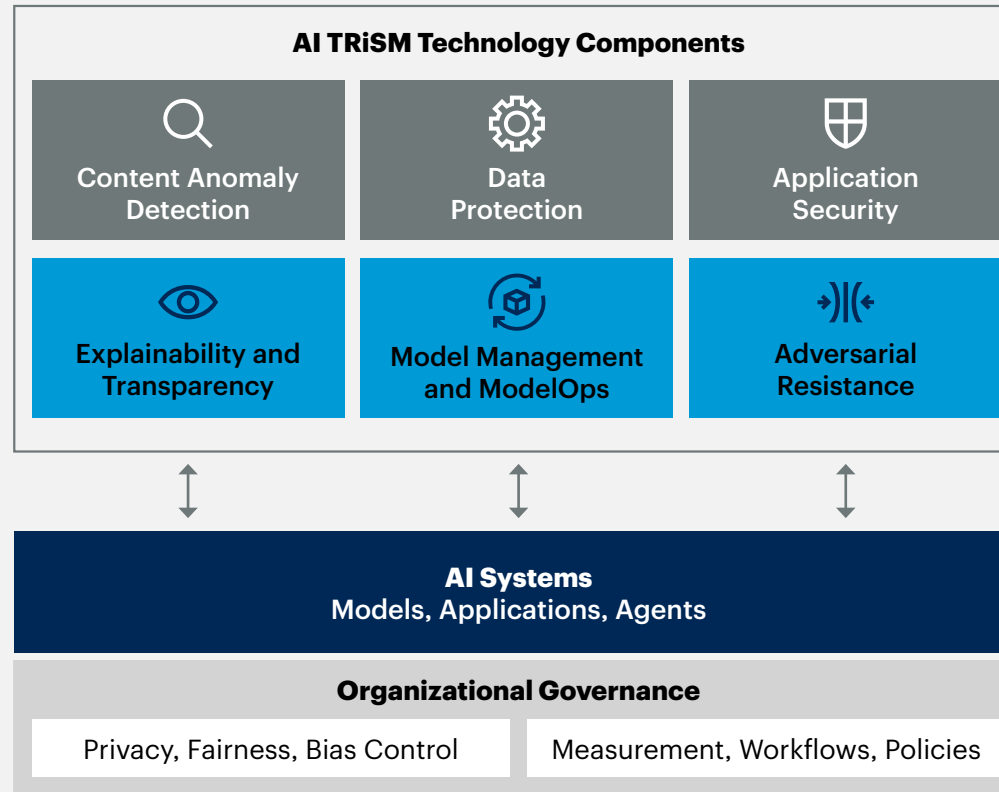 AI TRiSM Technology Components
Content Anomaly
Detection
Data
Protection
Application
Security
Explainability and
Transparency
Model Management
and ModelOps
Adversarial
Resistance
AI Systems
Models, Applications, Agents
Organizational Governance
Privacy, Fairness, Bias Control
Measurement, Workflows, Policies